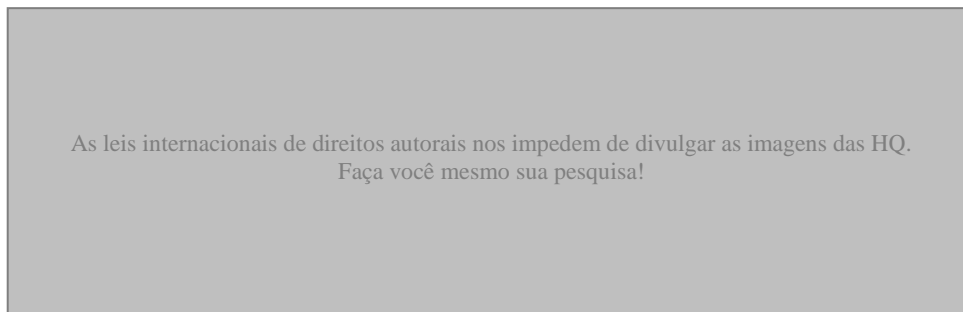 As leis internacionais de direitos autorais nos impedem de divulgar as imagens das HQ.
Faça você mesmo sua pesquisa!